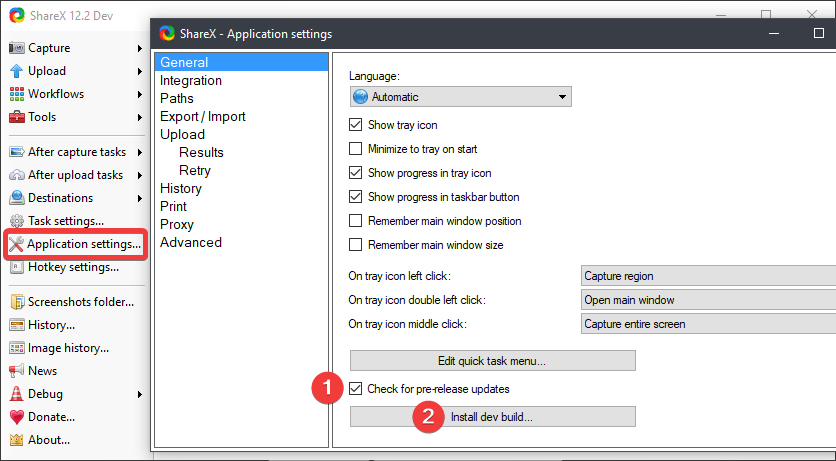 ShareX 12.2 Dev
Capture
Upload
Workflows
Tools
After capture tasks
After upload tasks
Destinations
Task settings...
Application settings...
Hotkey settings...
Screenshots folder...
History...
Image history...
News
Debug
Donate...
About...
ShareX - Application settings
General
Integration
Paths
Export / Import
Upload
Results
Retry
History
Print
Proxy
Advanced
Language:
Automatic
Show tray icon
Minimize to tray on start
Show progress in tray icon
Show progress in taskbar button
Remember main window position
Remember main window size
On tray icon left click: Capture region
On tray icon double left click: Open main window
On tray icon middle click: Capture entire screen
Edit quick task menu...
1 Check for pre-release updates
2 Install dev build...